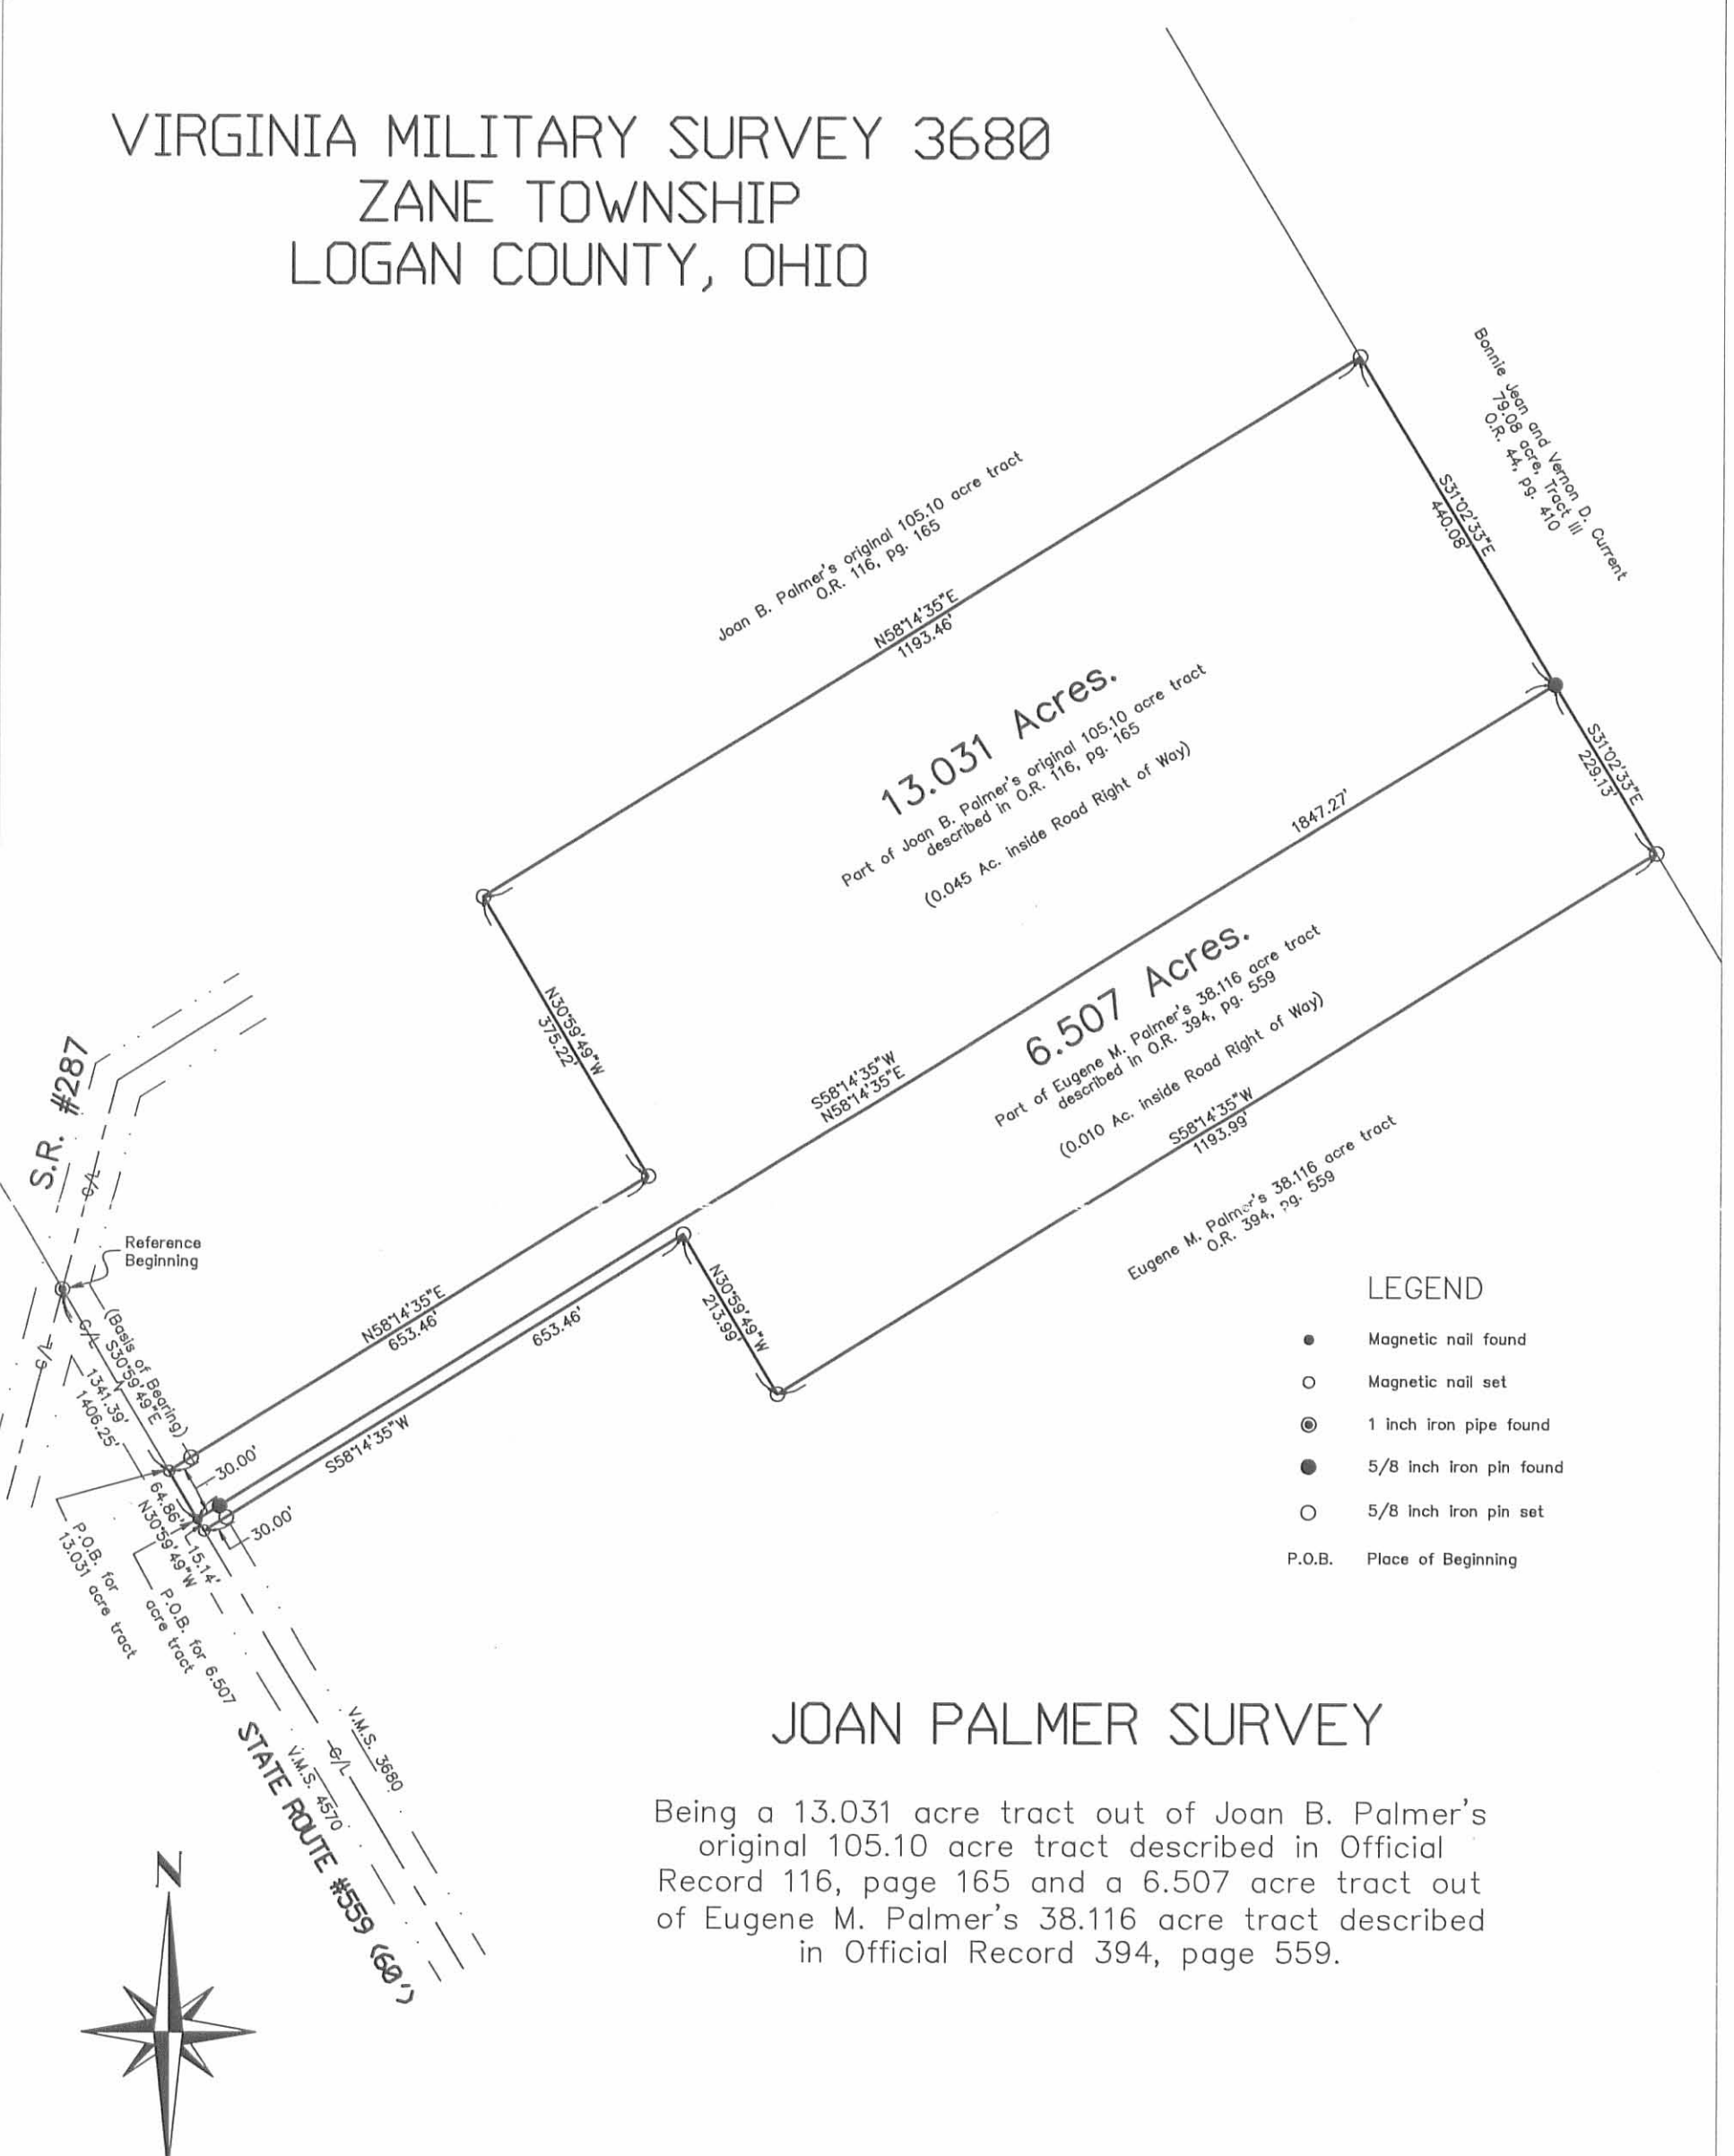 VIRGINIA MILITARY SURVEY 3680
ZANE TOWNSHIP
LOGAN COUNTY, OHIO
Bonnie Jean and Vernon D. Current
79.08 acre, Tract III
O.R. 44, pg. 410
S31°02'33"E
440.08'
Joan B. Palmer's original 105.10 acre tract
O.R. 116, pg. 165
N58°14'35"E
1193.46'
13.031 Acres.
Part of Joan B. Palmer's original 105.10 acre tract
described in O.R. 116, pg. 165
(0.045 Ac. inside Road Right of Way)
S31°02'33"E
229.13'
1847.27'
6.507 Acres.
Part of Eugene M. Palmer's 38.116 acre tract
described in O.R. 394, pg. 559
(0.010 Ac. inside Road Right of Way)
N30°59'49"W
375.22'
S58°14'35"W
N58°14'35"E
S58°14'35"W
1193.99'
Eugene M. Palmer's 38.116 acre tract
O.R. 394, pg. 559
S.R. #287
C/L
Reference
Beginning
C/L
C/L
(Basis of Bearing)
S30°59'49"E
1341.39'
1406.25'
N58°14'35"E
653.46'
653.46'
S58°14'35"W
N30°59'49"W
213.99'
30.00'
30.00'
64.86'
15.14'
N30°59'49"W
P.O.B. for
13.031 acre tract
P.O.B. for 6.507
acre tract
V.M.S. 3680
C/L
V.M.S. 4570
STATE ROUTE #559 (60')
LEGEND
Magnetic nail found
Magnetic nail set
1 inch iron pipe found
5/8 inch iron pin found
5/8 inch iron pin set
P.O.B. Place of Beginning
JOAN PALMER SURVEY
Being a 13.031 acre tract out of Joan B. Palmer's
original 105.10 acre tract described in Official
Record 116, page 165 and a 6.507 acre tract out
of Eugene M. Palmer's 38.116 acre tract described
in Official Record 394, page 559.
N